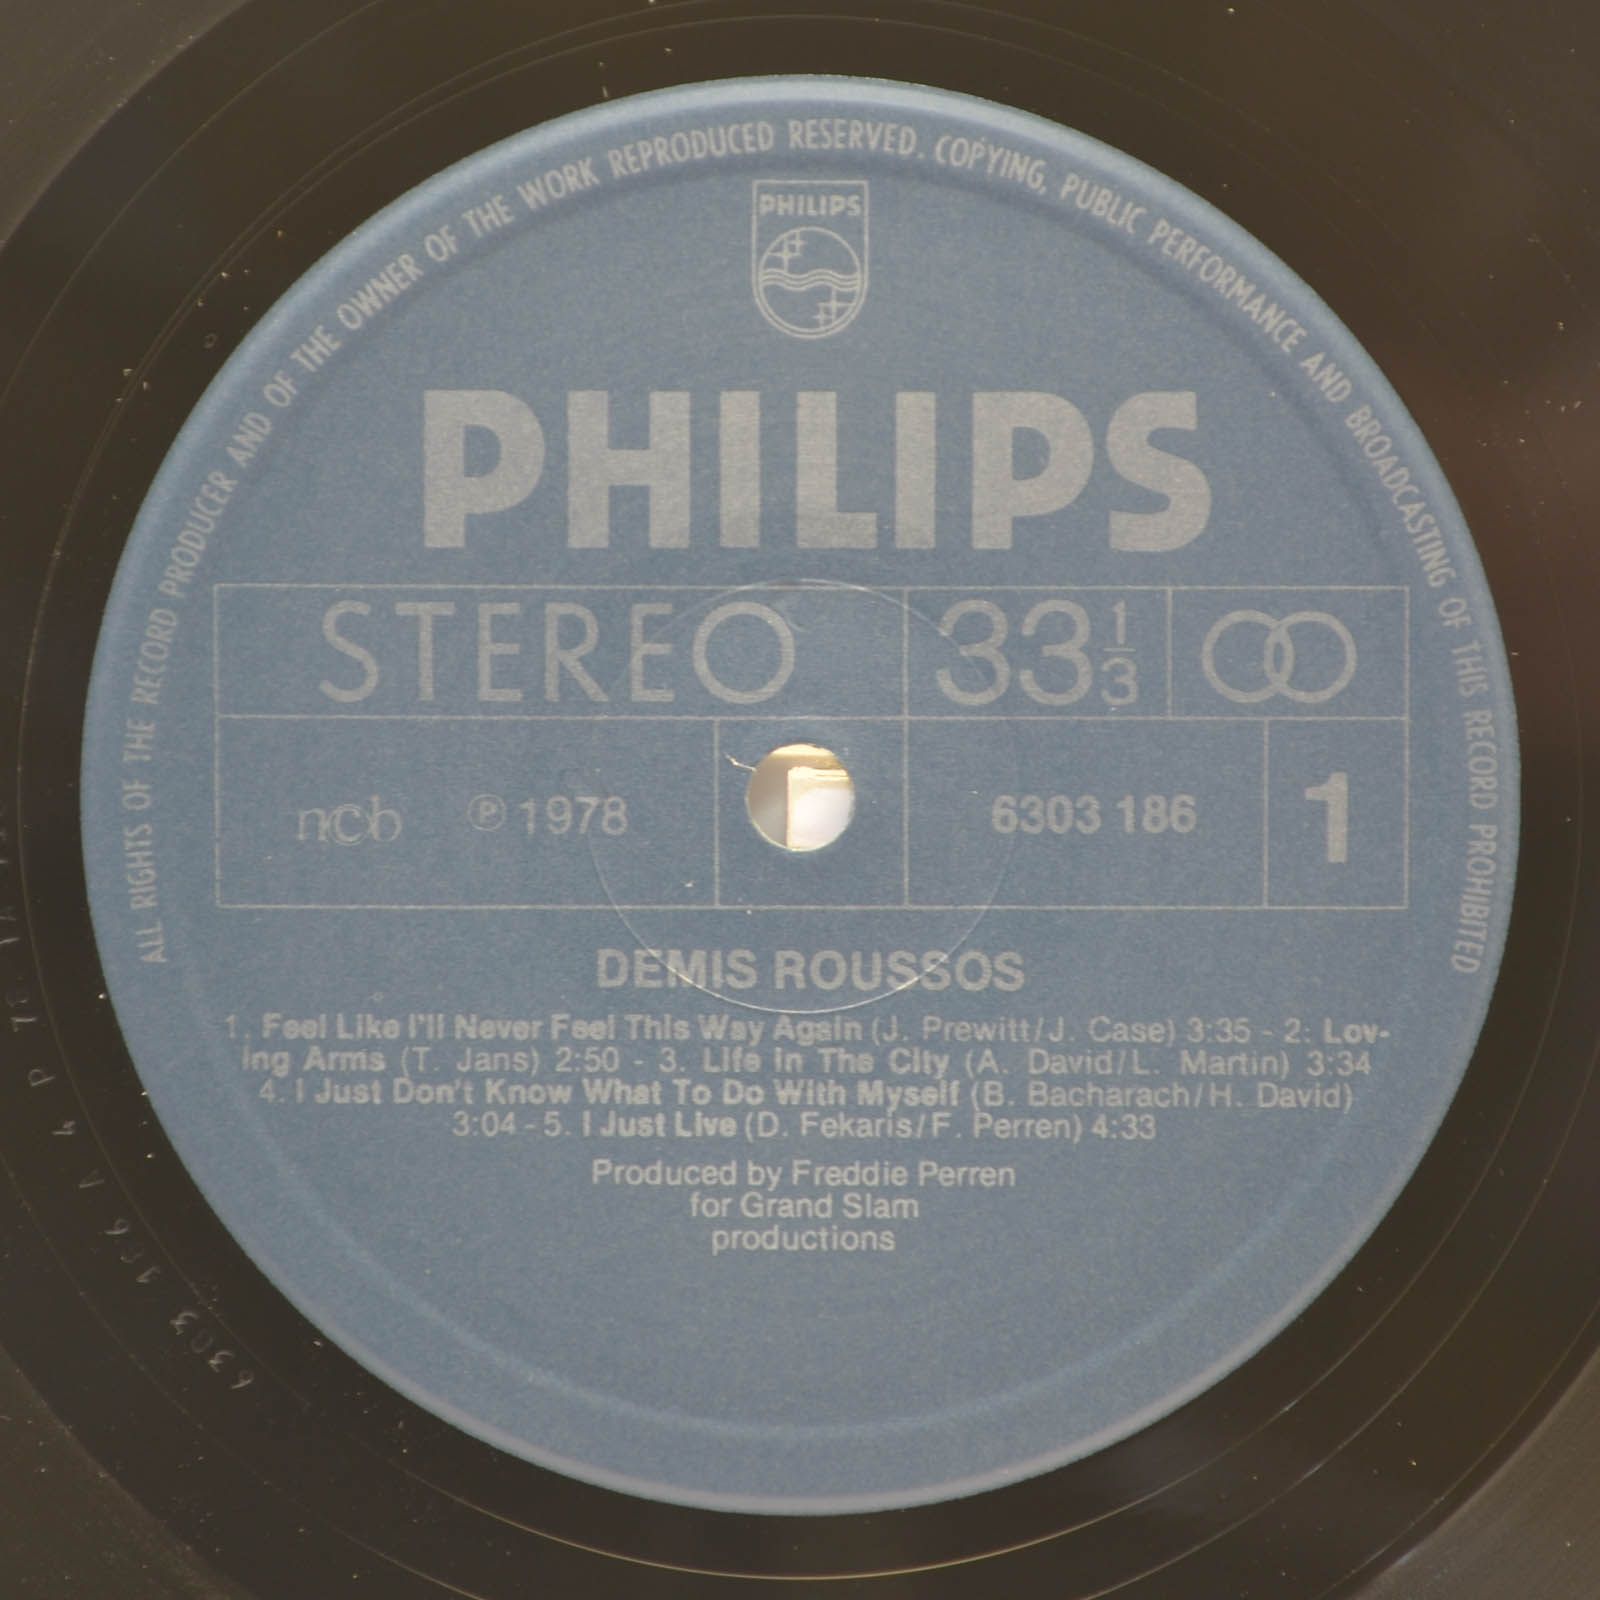 ALL RIGHTS OF THE RECORD PRODUCER AND OF THE OWNER OF THE WORK REPRODUCED RESERVED. COPYING, PUBLIC PERFORMANCE AND BROADCASTING OF THIS RECORD PROHIBITED
PHILIPS
PHILIPS
STEREO 33 1/3
ncb ℗ 1978 6303 186 1
DEMIS ROUSSOS
1. Feel Like I'll Never Feel This Way Again (J. Prewitt/J. Case) 3:35 - 2: Lov-
ing Arms (T. Jans) 2:50 - 3. Life In The City (A. David/L. Martin) 3:34
4. I Just Don't Know What To Do With Myself (B. Bacharach/H. David)
3:04 - 5. I Just Live (D. Fekaris/F. Perren) 4:33
Produced by Freddie Perren
for Grand Slam
productions